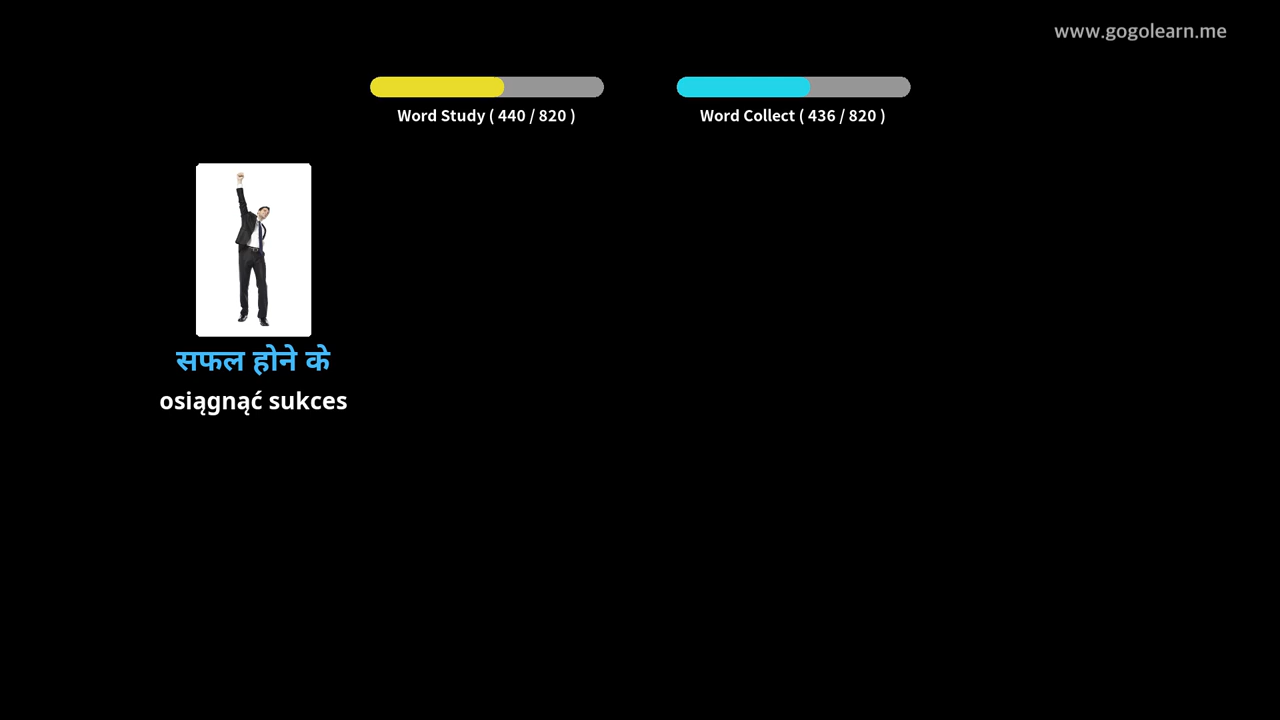 www.gogolearn.me
Word Study ( 440 / 820 )
Word Collect ( 436 / 820 )
सफल होने के
osiągnąć sukces